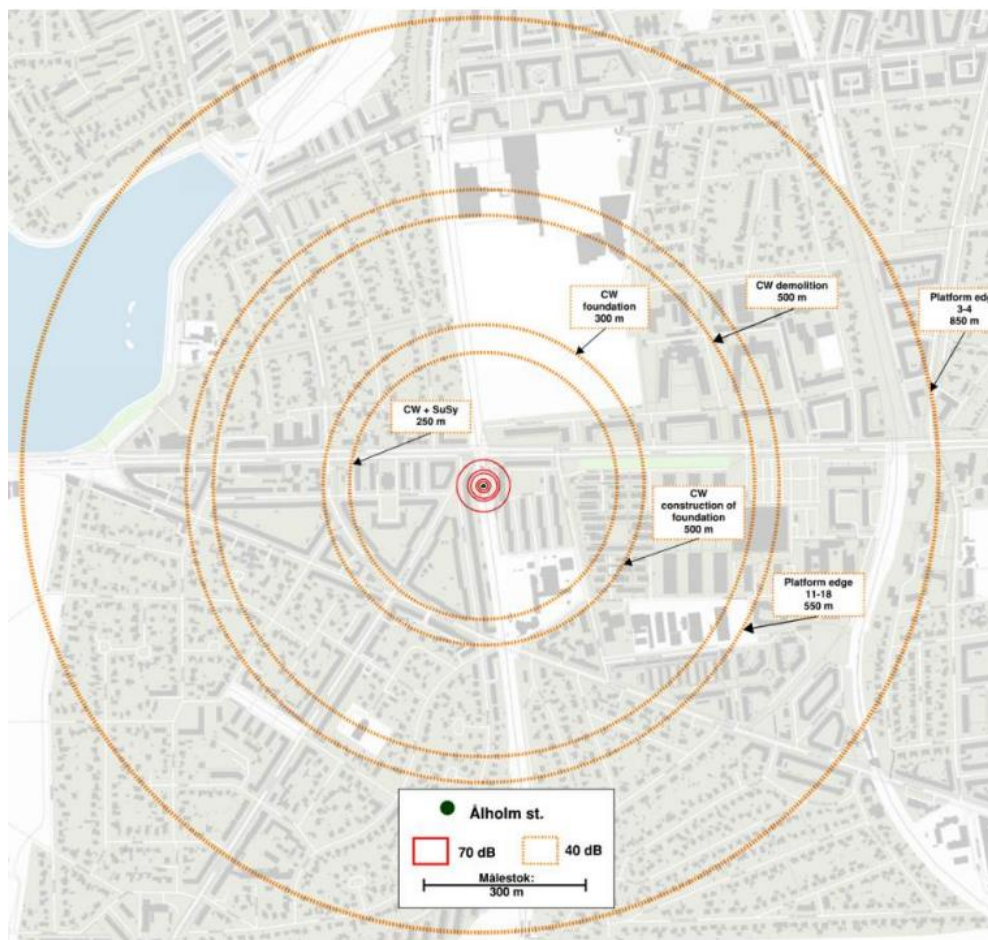 CW
foundation
300 m
CW demolition
500 m
Platform edg
3-4
850 m
CW + SuSy
250 m
CW
construction of
foundation
500 m
Platform edge
11-18
550 m
Ålholm st.
70 dB
40 dB
Målestok:
300 m